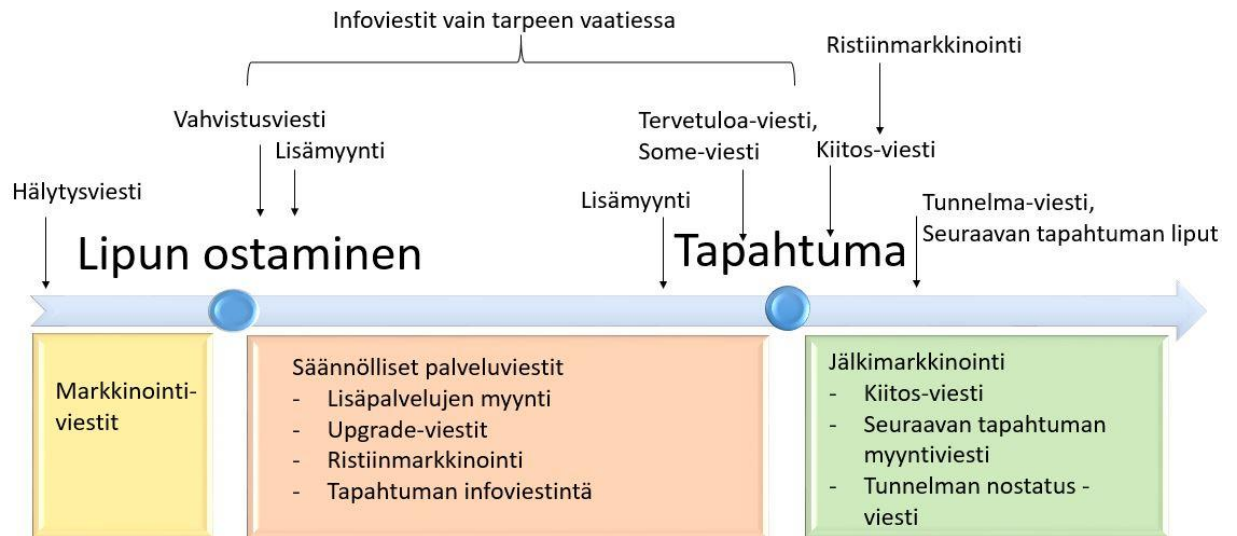 Infoviestit vain tarpeen vaatiessa
Ristiinmarkkinointi
Vahvistusviesti
Lisämyynti
Tervetuloa-viesti,
Some-viesti
Kiitos-viesti
Hälytysviesti
Lisämyynti
Tunnelma-viesti,
Seuraavan tapahtuman liput
Lipun ostaminen
Tapahtuma
Markkinointi-
viestit
Säännölliset palveluviestit
- Lisäpalvelujen myynti
- Upgrade-viestit
- Ristiinmarkkinointi
- Tapahtuman infoviestintä
Jälkimarkkinointi
- Kiitos-viesti
- Seuraavan tapahtuman
myyntiviesti
- Tunnelman nostatus -
viesti